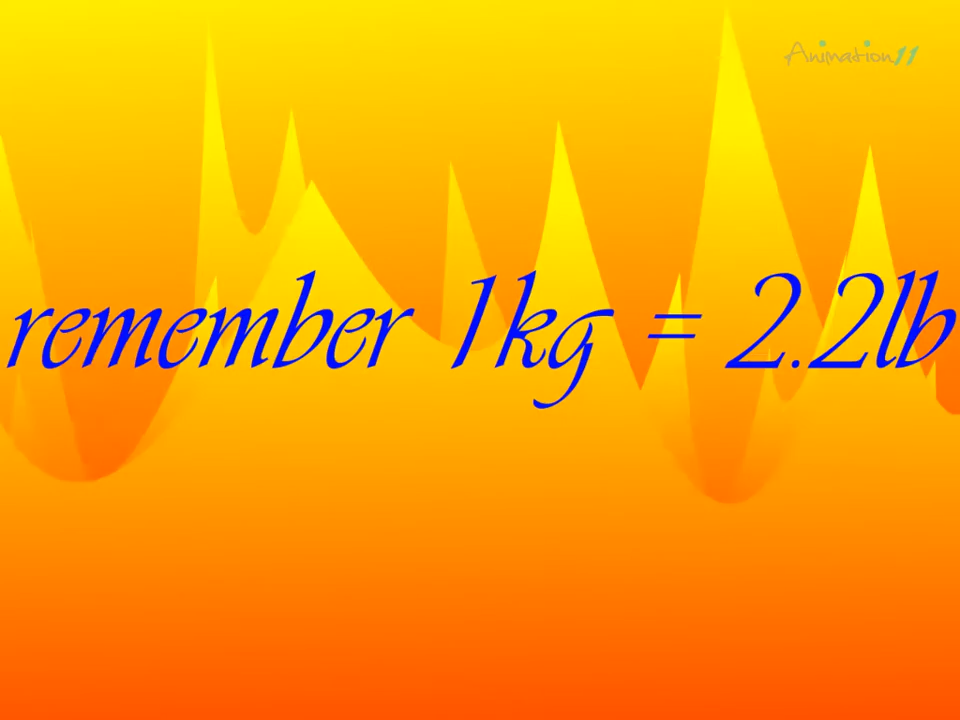 Animation11
remember 1kg = 2.2lb